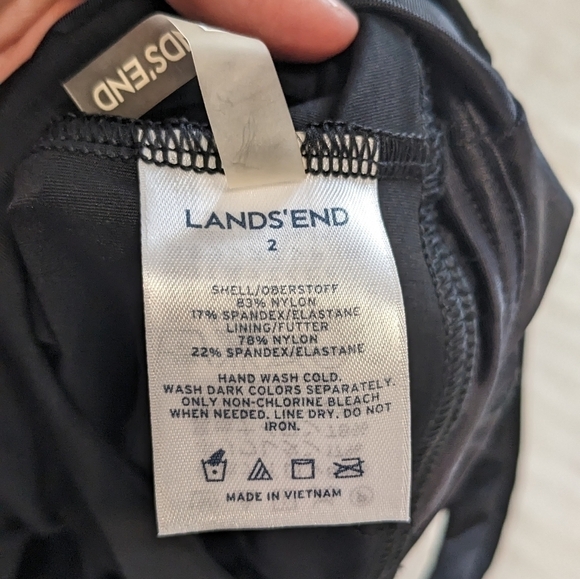 DS'END
LANDS'END
2
SHELL/OBERSTOFF
83% NYLON
17% SPANDEX/ELASTANE
LINING/FUTTER
78% NYLON
22% SPANDEX/ELASTANE
HAND WASH COLD.
WASH DARK COLORS SEPARATELY.
ONLY NON-CHLORINE BLEACH
WHEN NEEDED. LINE DRY. DO NOT
IRON.
MADE IN VIETNAM